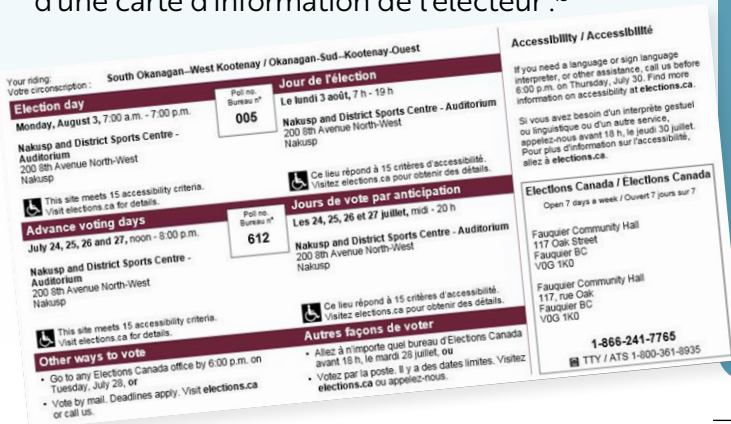 d'une carte d'information de l'électeur :
Your riding:
Votre circonscription :
South Okanagan--West Kootenay / Okanagan-Sud--Kootenay-Ouest
Election day
Monday, August 3, 7:00 a.m. - 7:00 p.m.
Nakusp and District Sports Centre -
Auditorium
200 8th Avenue North-West
Nakusp
This site meets 15 accessibility criteria.
Visit elections.ca for details.
Poll no.
Bureau n°
005
Jour de l'élection
Le lundi 3 août, 7 h - 19 h
Nakusp and District Sports Centre - Auditorium
200 8th Avenue North-West
Nakusp
Ce lieu répond à 15 critères d'accessibilité.
Visitez elections.ca pour obtenir des détails.
Advance voting days
July 24, 25, 26 and 27, noon - 8:00 p.m.
Nakusp and District Sports Centre -
Auditorium
200 8th Avenue North-West
Nakusp
This site meets 15 accessibility criteria.
Visit elections.ca for details.
Poll no.
Bureau n°
612
Jours de vote par anticipation
Les 24, 25, 26 et 27 juillet, midi - 20 h
Nakusp and District Sports Centre - Auditorium
200 8th Avenue North-West
Nakusp
Ce lieu répond à 15 critères d'accessibilité.
Visitez elections.ca pour obtenir des détails.
Other ways to vote
• Go to any Elections Canada office by 6:00 p.m. on
Tuesday, July 28, or
• Vote by mail. Deadlines apply. Visit elections.ca
or call us.
Autres façons de voter
• Allez à n'importe quel bureau d'Elections Canada
avant 18 h, le mardi 28 juillet, ou
• Votez par la poste. Il y a des dates limites. Visitez
elections.ca ou appelez-nous.
Accessibility / Accessibilité
If you need a language or sign language
interpreter, or other assistance, call us before
6:00 p.m. on Thursday, July 30. Find more
information on accessibility at elections.ca.
Si vous avez besoin d'un interprète gestuel
ou linguistique ou d'un autre service,
appelez-nous avant 18 h, le jeudi 30 juillet.
Pour plus d'information sur l'accessibilité,
allez à elections.ca.
Elections Canada / Élections Canada
Open 7 days a week / Ouvert 7 jours sur 7
Fauquier Community Hall
117 Oak Street
Fauquier BC
V0G 1K0
Fauquier Community Hall
117, rue Oak
Fauquier BC
V0G 1K0
1-866-241-7765
TTY / ATS 1-800-361-8935